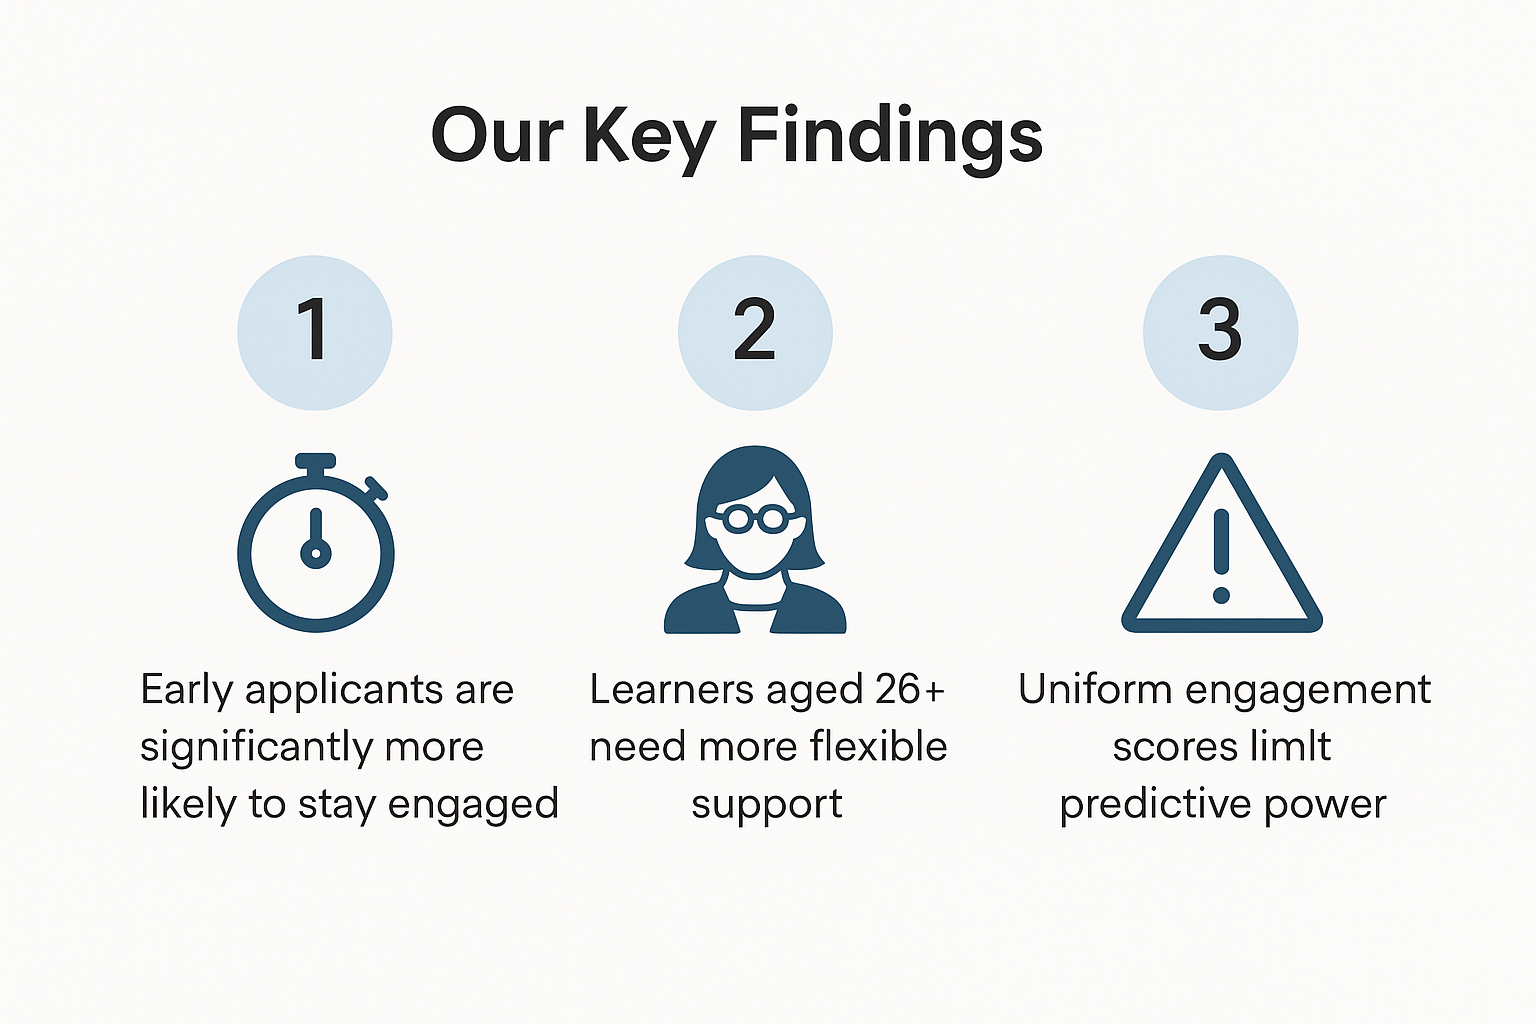 Our Key Findings
1
Early applicants are
significantly more
likely to stay engaged
2
Learners aged 26+
need more flexible
support
3
Uniform engagement
scores limlt
predictive power